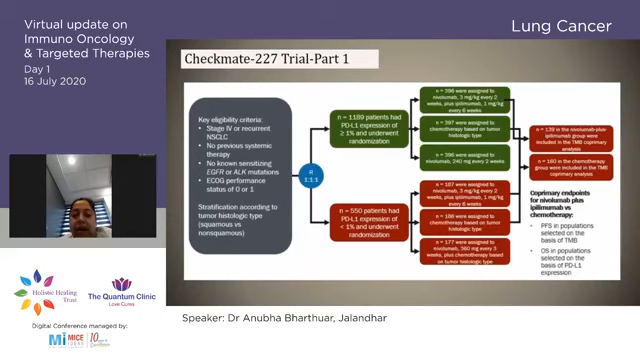 Virtual update on
Immuno Oncology
& Targeted Therapies
Day 1
16 July 2020
Lung Cancer
Checkmate-227 Trial-Part 1
Key eligibility criteria:
• Stage IV or recurrent
NSCLC
• No previous systemic
therapy
• No known sensitizing
EGFR or ALK mutations
• ECOG performance
status of 0 or 1
Stratification according to
tumor histologic type
(squamous vs
nonsquamous)
R
1:1:1
n = 1189 patients had
PD-L1 expression of
≥ 1% and underwent
randomization
n = 550 patients had
PD-L1 expression of
< 1% and underwent
randomization
n = 396 were assigned to
nivolumab, 3 mg/kg every 2
weeks, plus ipilimumab, 1 mg/kg
every 6 weeks
n = 397 were assigned to
chemotherapy based on tumor
histologic type
n = 396 were assigned to
nivolumab, 240 mg every 2 weeks
n = 187 were assigned to
nivolumab, 3 mg/kg every 2
weeks, plus ipilimumab, 1 mg/kg
every 6 weeks
n = 186 were assigned to
chemotherapy based on tumor
histologic type
n = 177 were assigned to
nivolumab, 360 mg every 3
weeks, plus chemotherapy based
on tumor histologic type
n = 139 in the nivolumab-plus-
ipilimumab group were
included in the TMB coprimary
analysis
n = 160 in the chemotherapy
group were included in the TMB
coprimary analysis
Coprimary endpoints
for nivolumab plus
ipilimumab vs
chemotherapy:
- PFS in populations
selected on the
basis of TMB
- OS in populations
selected on the
basis of PD-L1
expression
Holistic Healing
Trust
The Quantum Clinic
Love Cures
Digital Conference managed by:
Mi MICE
IDEAS
10
Speaker: Dr Anubha Bharthuar, Jalandhar